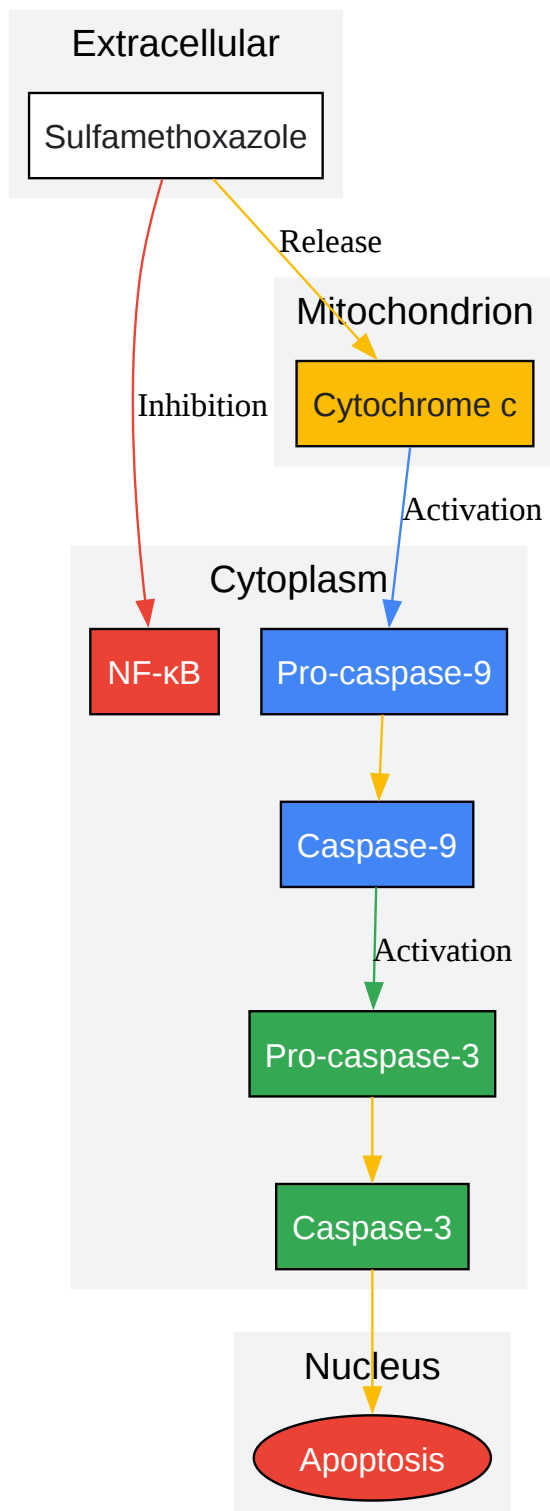 Extracellular
Sulfamethoxazole
Release
Mitochondrion
Cytochrome c
Inhibition
Activation
Cytoplasm
NF-κB
Pro-caspase-9
Caspase-9
Activation
Pro-caspase-3
Caspase-3
Nucleus
Apoptosis